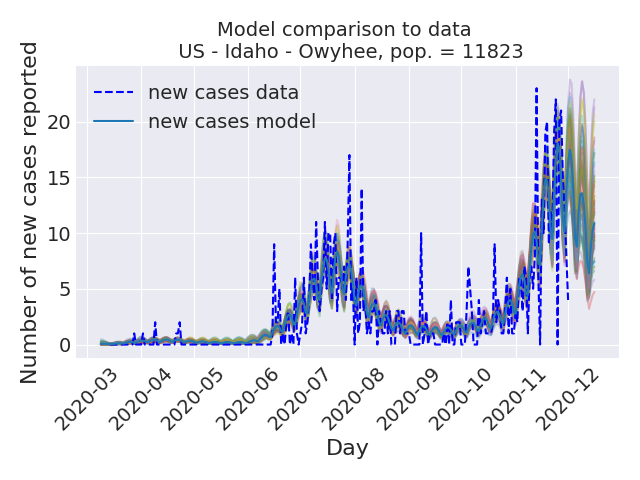 Model comparison to data
US - Idaho - Owyhee, pop. = 11823
Number of new cases reported
new cases data
new cases model
20
15
10
5
0
2020-03
2020-04
2020-05
2020-06
2020-07
2020-08
2020-09
2020-10
2020-11
2020-12
Day